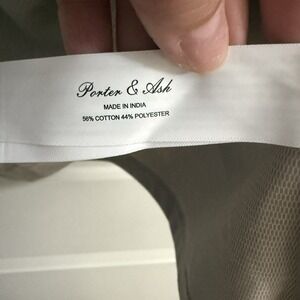 Porter & Ash
MADE IN INDIA
56% COTTON 44% POLYESTER